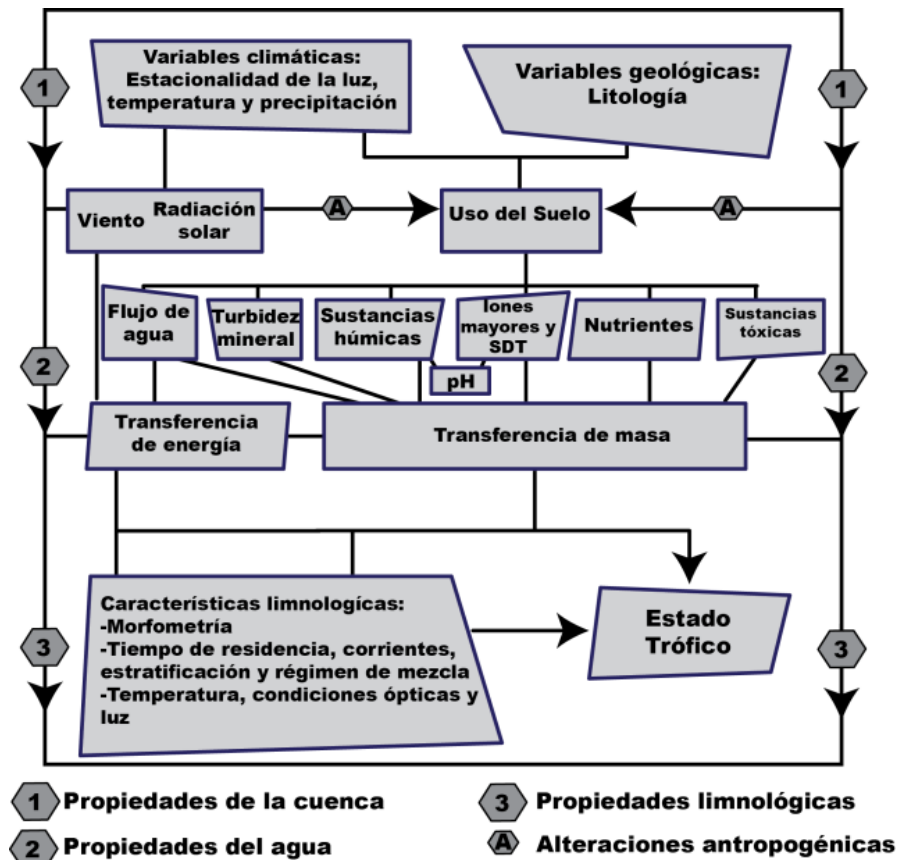 Variables climáticas:
Estacionalidad de la luz,
temperatura y precipitación
Variables geológicas:
Litología
1
1
Viento
Radiación
solar
A
Uso del Suelo
A
Flujo de
agua
Turbidez
mineral
Sustancias
húmicas
Iones
mayores y
SDT
Nutrientes
Sustancias
tóxicas
pH
2
2
Transferencia
de energía
Transferencia de masa
Características limnologícas:
-Morfometría
-Tiempo de residencia, corrientes,
estratificación y régimen de mezcla
-Temperatura, condiciones ópticas y
luz
Estado
Trófico
3
3
1 Propiedades de la cuenca
3 Propiedades limnológicas
2 Propiedades del agua
A Alteraciones antropogénicas